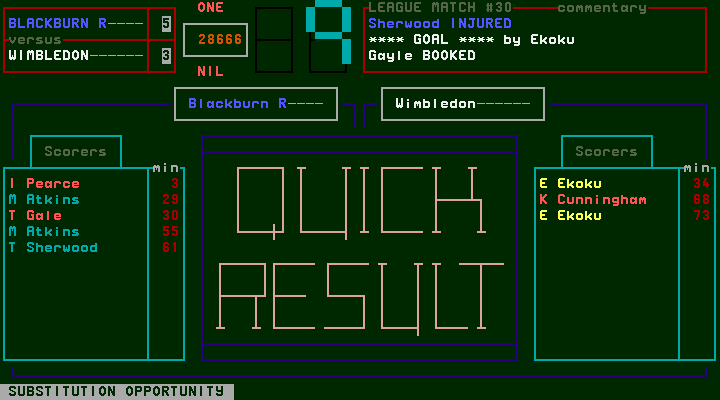 ONE
LEAGUE MATCH #30 commentary
BLACKBURN R---- 5
Sherwood INJURED
versus
28666
9
**** GOAL **** by Ekoku
WIMBLEDON------ 3
Gayle BOOKED
NIL
Blackburn R----
Wimbledon------
Scorers
min
I Pearce 3
M Atkins 29
T Gale 30
M Atkins 55
T Sherwood 61
QUICK
RESULT
Scorers
min
E Ekoku 34
K Cunningham 68
E Ekoku 73
SUBSTITUTION OPPORTUNITY